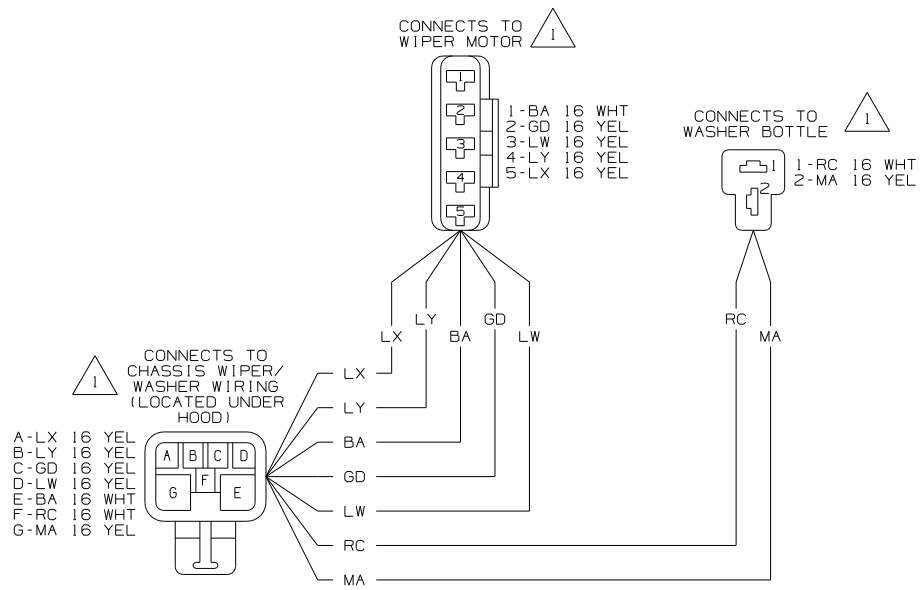 CONNECTS TO
WIPER MOTOR
1
1
2
3
4
5
1-BA 16 WHT
2-GD 16 YEL
3-LW 16 YEL
4-LY 16 YEL
5-LX 16 YEL
CONNECTS TO
WASHER BOTTLE
1
1
2
1-RC 16 WHT
2-MA 16 YEL
LX
LY
BA
GD
LW
RC
MA
1
CONNECTS TO
CHASSIS WIPER/
WASHER WIRING
(LOCATED UNDER
HOOD)
A-LX 16 YEL
B-LY 16 YEL
C-GD 16 YEL
D-LW 16 YEL
E-BA 16 WHT
F-RC 16 WHT
G-MA 16 YEL
A B C D
F
G E
LX
LY
BA
GD
LW
RC
MA